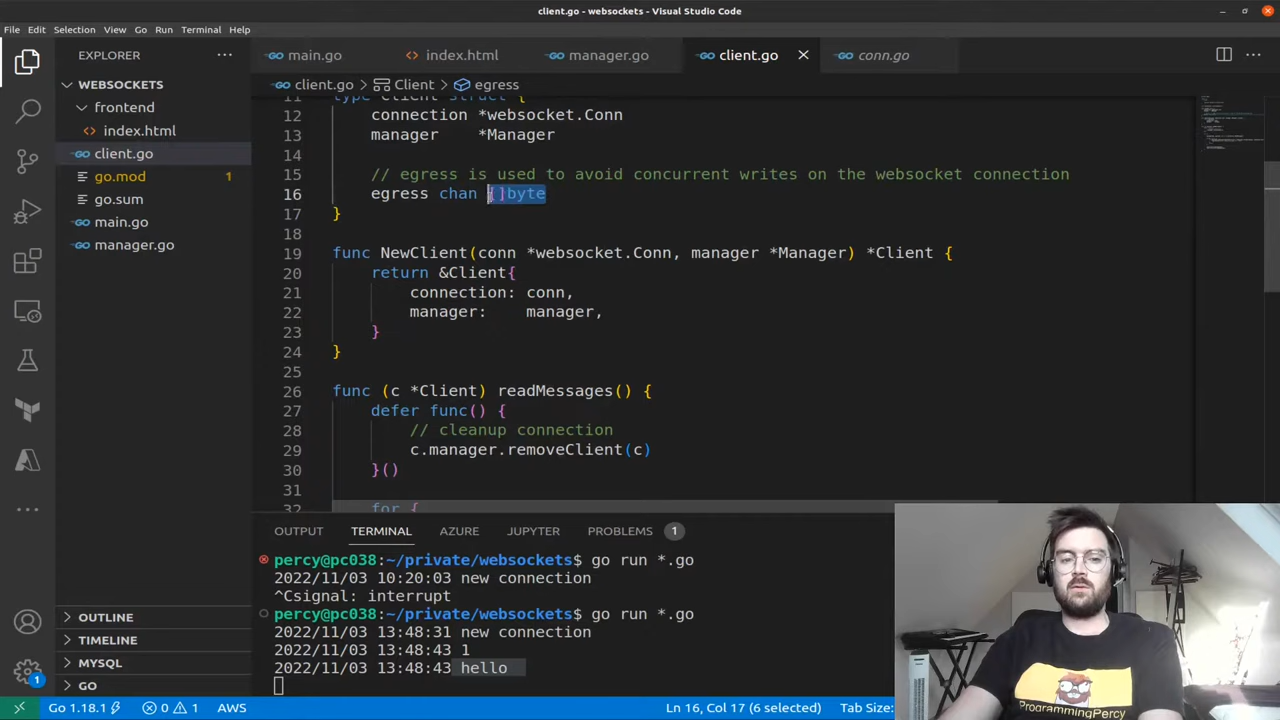 client.go - websockets - Visual Studio Code
File Edit Selection View Go Run Terminal Help
EXPLORER
main.go index.html manager.go client.go conn.go
WEBSOCKETS
frontend
index.html
client.go
go.mod 1
go.sum
main.go
manager.go
OUTLINE
TIMELINE
MYSQL
GO
1
client.go > Client > egress
11 type Client struct {
12 connection *websocket.Conn
13 manager *Manager
14
15 // egress is used to avoid concurrent writes on the websocket connection
16 egress chan []byte
17 }
18
19 func NewClient(conn *websocket.Conn, manager *Manager) *Client {
20 return &Client{
21 connection: conn,
22 manager: manager,
23 }
24 }
25
26 func (c *Client) readMessages() {
27 defer func() {
28 // cleanup connection
29 c.manager.removeClient(c)
30 }()
31
32 for {
OUTPUT TERMINAL AZURE JUPYTER PROBLEMS 1
percy@pc038:~/private/websockets$ go run *.go
2022/11/03 10:20:03 new connection
^Csignal: interrupt
percy@pc038:~/private/websockets$ go run *.go
2022/11/03 13:48:31 new connection
2022/11/03 13:48:43 1
2022/11/03 13:48:43 hello
ProgrammingPercy
Go 1.18.1 0 1 AWS Ln 16, Col 17 (6 selected) Tab Size: